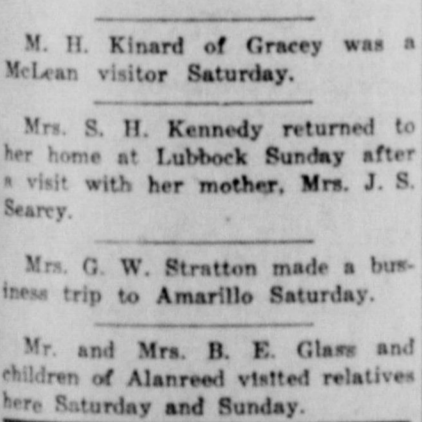 M. H. Kinard of Gracey was a
McLean visitor Saturday.
Mrs. S. H. Kennedy returned to
her home at Lubbock Sunday after
a visit with her mother, Mrs. J. S.
Searcy.
Mrs. G. W. Stratton made a bus-
iness trip to Amarillo Saturday.
Mr. and Mrs. B. E. Glass and
children of Alanreed visited relatives
here Saturday and Sunday.